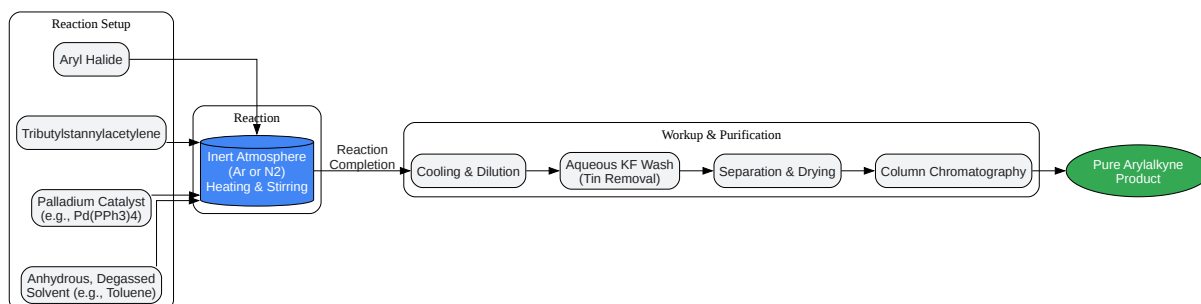 Reaction Setup
Aryl Halide
Tributylstannylacetylene
Palladium Catalyst
(e.g., Pd(PPh3)4)
Anhydrous, Degassed
Solvent (e.g., Toluene)
Reaction
Inert Atmosphere
(Ar or N2)
Heating & Stirring
Reaction
Completion
Workup & Purification
Cooling & Dilution
Aqueous KF Wash
(Tin Removal)
Separation & Drying
Column Chromatography
Pure Arylalkyne
Product